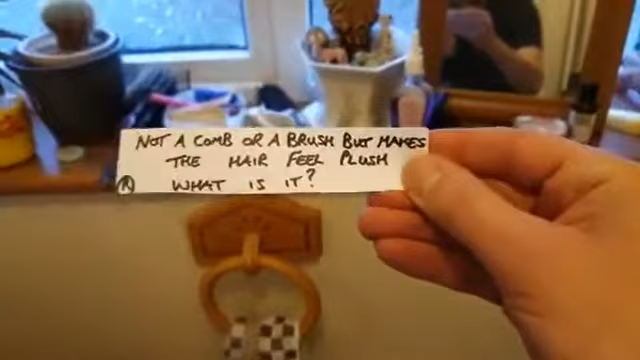 NOT A COMB OR A BRUSH BUT MAKES
THE HAIR FEEL PLUSH
WHAT IS IT?